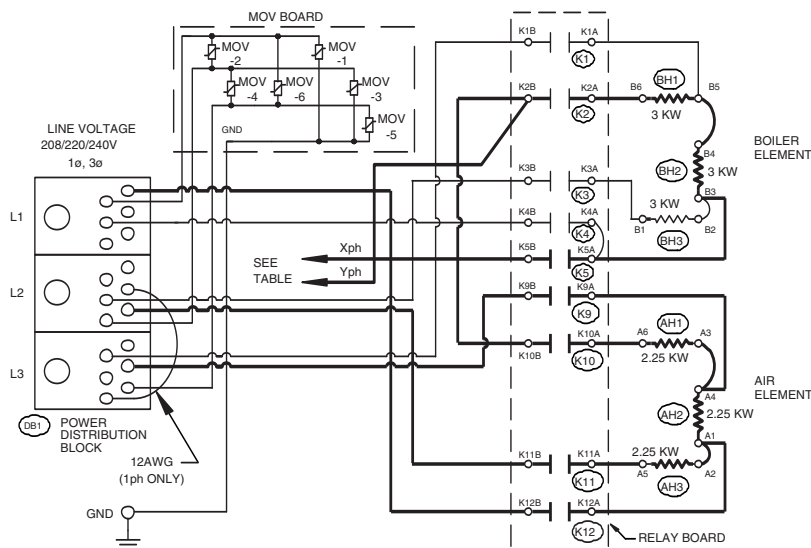 MOV BOARD
MOV
-2
MOV
-1
MOV
-4
MOV
-6
MOV
-3
MOV
-5
GND
LINE VOLTAGE
208/220/240V
1ø, 3ø
L1
L2
L3
DB1
POWER
DISTRIBUTION
BLOCK
12AWG
(1ph ONLY)
GND
SEE
TABLE
Xph
Yph
K1B
K1A
K1
K2B
K2A
K2
K3B
K3A
K3
K4B
K4A
K4
K5B
K5A
K5
K9B
K9A
K9
K10B
K10A
K10
K11B
K11A
K11
K12B
K12A
K12
RELAY BOARD
B6
BH1
B5
3 KW
B4
BH2
3 KW
B3
3 KW
B1
BH3
B2
BOILER
ELEMENT
A6
AH1
A3
2.25 KW
A4
AH2
2.25 KW
A1
2.25 KW
A5
AH3
A2
AIR
ELEMENT